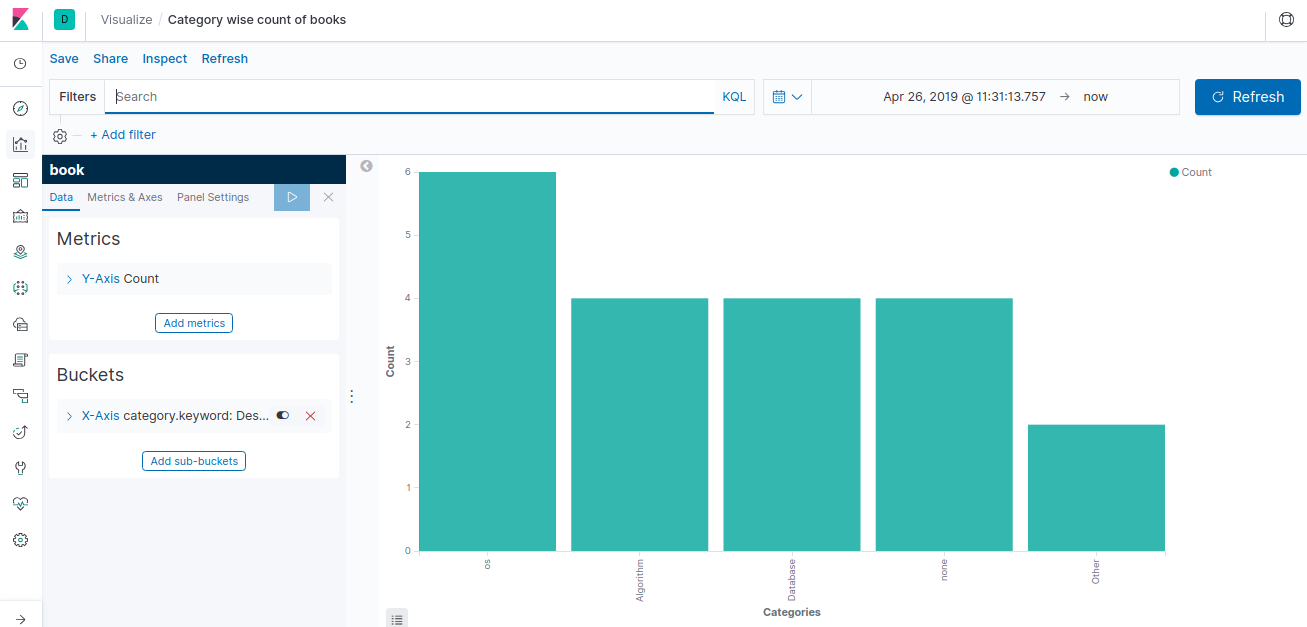 D Visualize / Category wise count of books
Save Share Inspect Refresh
Filters Search KQL Apr 26, 2019 @ 11:31:13.757 → now Refresh
+ Add filter
book
Data Metrics & Axes Panel Settings
Metrics
Y-Axis Count
Add metrics
Buckets
X-Axis category.keyword: Des...
Add sub-buckets
Count
6
5
4
3
2
1
0
Count
os
Algorithm
Database
none
Other
Categories